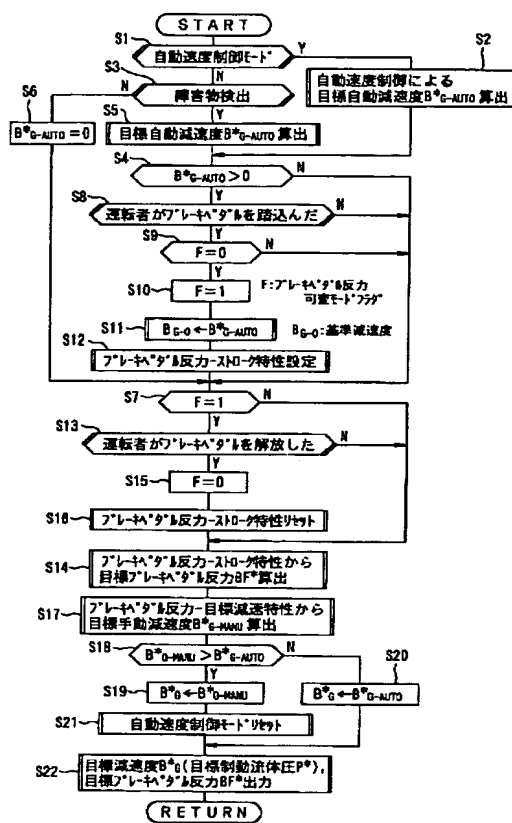 START
S1
自動速度制御モード
Y
S2
自動速度制御による
目標自動減速度B*G-AUTO 算出
N
S3
障害物検出
N
S6
B*G-AUTO=0
Y
S5
目標自動減速度B*G-AUTO 算出
S4
B*G-AUTO>0
N
Y
S8
運転者がブレーキペダルを踏込んだ
N
Y
S9
F=0
N
Y
S10
F=1
F:ブレーキペダル反力
可変モードフラグ
S11
BG-0←B*G-AUTO
BG-0:基準減速度
S12
ブレーキペダル反力ーストローク特性設定
S7
F=1
N
Y
S13
運転者がブレーキペダルを解放した
N
Y
S15
F=0
S16
ブレーキペダル反力ーストローク特性リセット
S14
ブレーキペダル反力ーストローク特性から
目標ブレーキペダル反力BF*算出
S17
ブレーキペダル反力ー目標減速特性から
目標手動減速度B*G-MANU 算出
S18
B*G-MANU>B*G-AUTO
N
Y
S20
B*G←B*G-AUTO
S19
B*G←B*G-MANU
S21
自動速度制御モードリセット
S22
目標減速度B*G(目標制動流体圧P*),
目標ブレーキペダル反力BF*出力
RETURN